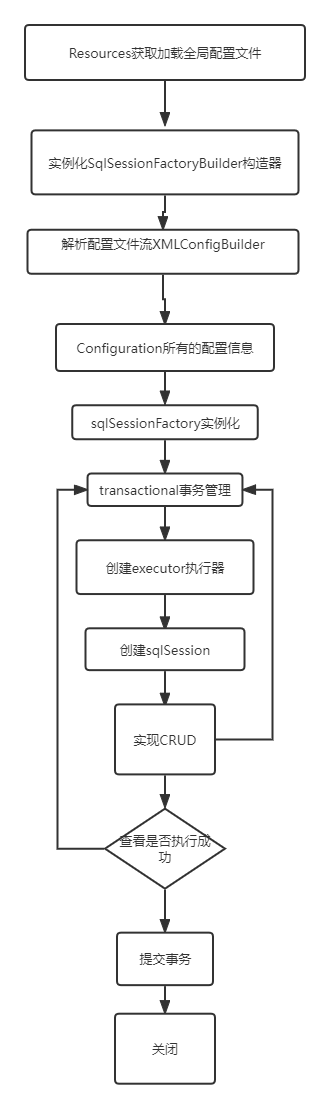 Resources获取加载全局配置文件
实例化SqlSessionFactoryBuilder构造器
解析配置文件流XMLConfigBuilder
Configuration所有的配置信息
sqlSessionFactory实例化
transactional事务管理
创建executor执行器
创建sqlSession
实现CRUD
查看是否执行成
功
提交事务
关闭